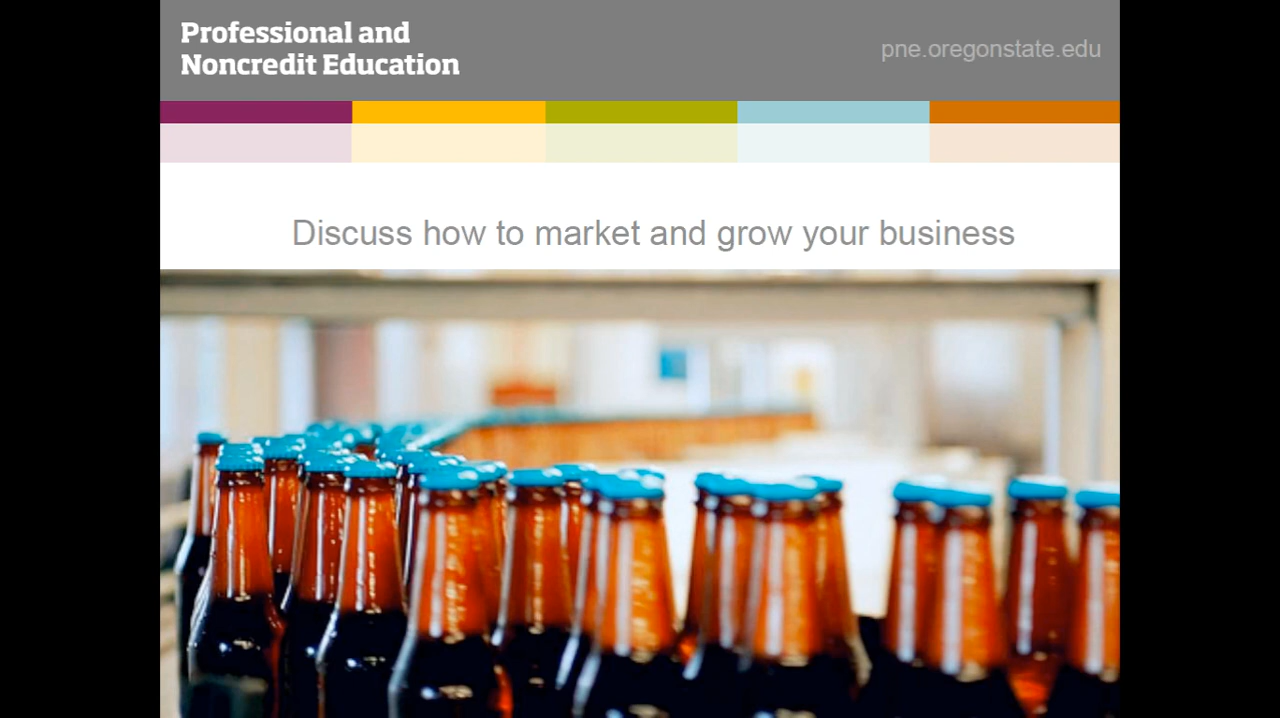 Professional and
Noncredit Education
pne.oregonstate.edu
Discuss how to market and grow your business